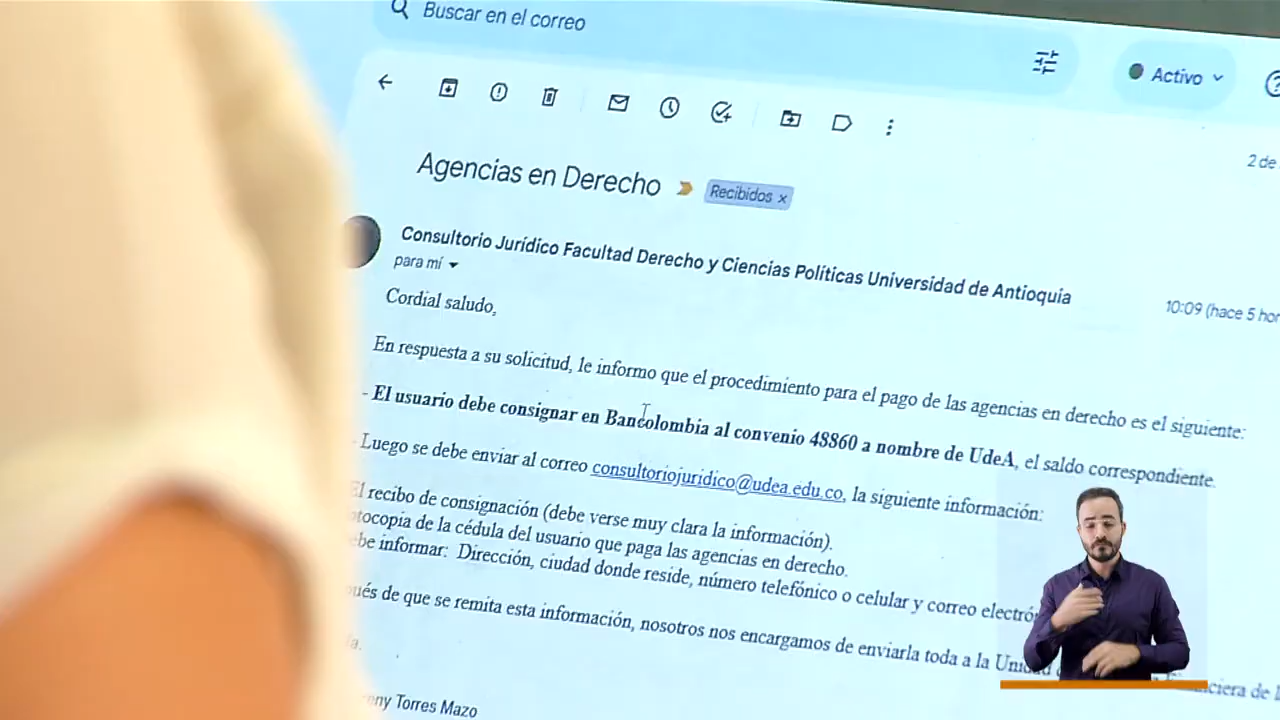 Buscar en el correo
Activo
2 de
Agencias en Derecho
Recibidos x
Consultorio Jurídico Facultad Derecho y Ciencias Políticas Universidad de Antioquia
para mí
10:09 (hace 5 hor
Cordial saludo,
En respuesta a su solicitud, le informo que el procedimiento para el pago de las agencias en derecho es el siguiente:
- El usuario debe consignar en Bancolombia al convenio 48860 a nombre de UdeA, el saldo correspondiente.
- Luego se debe enviar al correo consultoriojuridico@udea.edu.co, la siguiente información:
El recibo de consignación (debe verse muy clara la información).
tocopia de la cédula del usuario que paga las agencias en derecho.
be informar: Dirección, ciudad donde reside, número telefónico o celular y correo electrón
ués de que se remita esta información, nosotros nos encargamos de enviarla toda a la Unidad
nciera de
a.
ny Torres Mazo